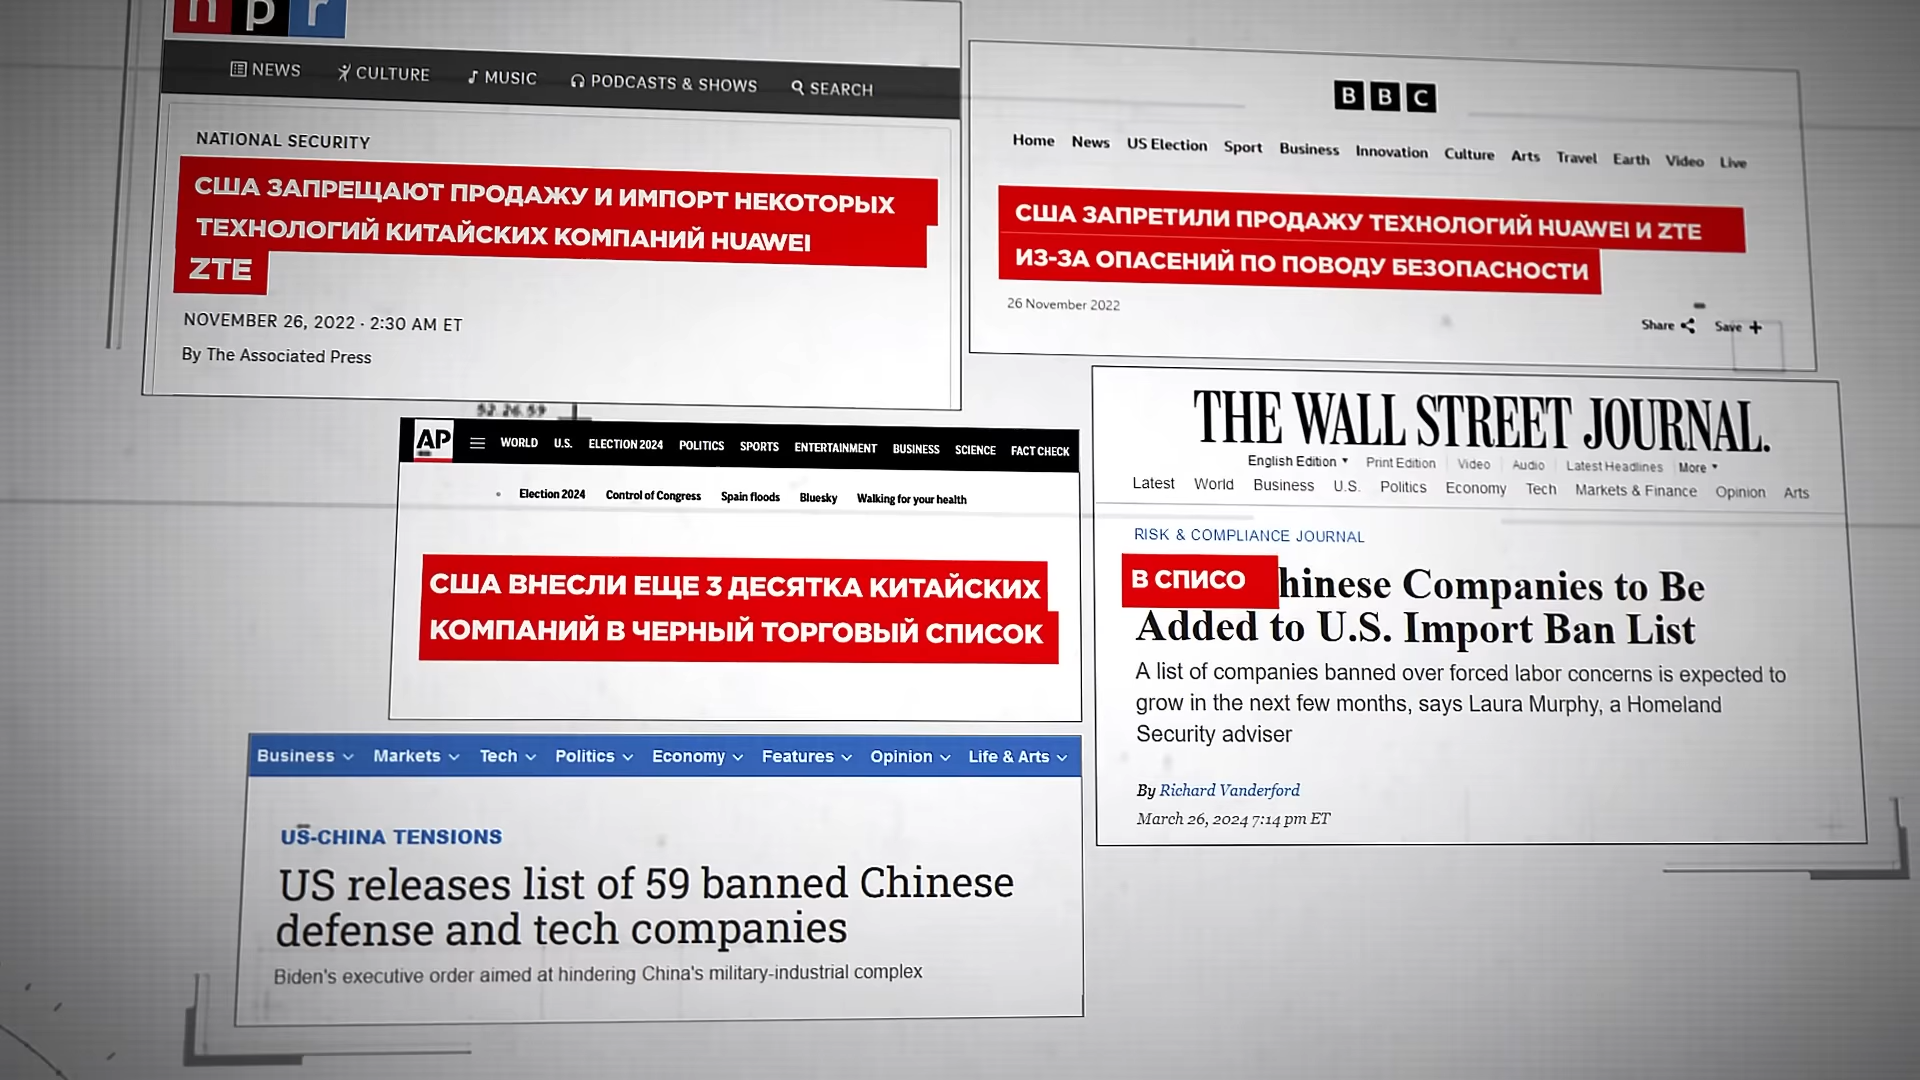 npr
NEWS CULTURE MUSIC PODCASTS & SHOWS SEARCH
NATIONAL SECURITY
США ЗАПРЕЩАЮТ ПРОДАЖУ И ИМПОРТ НЕКОТОРЫХ
ТЕХНОЛОГИЙ КИТАЙСКИХ КОМПАНИЙ HUAWEI
ZTE
NOVEMBER 26, 2022 · 2:30 AM ET
By The Associated Press
BBC
Home News US Election Sport Business Innovation Culture Arts Travel Earth Video Live
США ЗАПРЕТИЛИ ПРОДАЖУ ТЕХНОЛОГИЙ HUAWEI И ZTE
ИЗ-ЗА ОПАСЕНИЙ ПО ПОВОДУ БЕЗОПАСНОСТИ
26 November 2022
Share Save
52.26.59
AP WORLD U.S. ELECTION 2024 POLITICS SPORTS ENTERTAINMENT BUSINESS SCIENCE FACT CHECK
Election 2024 Control of Congress Spain floods Bluesky Walking for your health
США ВНЕСЛИ ЕЩЕ 3 ДЕСЯТКА КИТАЙСКИХ
КОМПАНИЙ В ЧЕРНЫЙ ТОРГОВЫЙ СПИСОК
THE WALL STREET JOURNAL.
English Edition Print Edition Video Audio Latest Headlines More
Latest World Business U.S. Politics Economy Tech Markets & Finance Opinion Arts
RISK & COMPLIANCE JOURNAL
В СПИСО hinese Companies to Be
Added to U.S. Import Ban List
A list of companies banned over forced labor concerns is expected to
grow in the next few months, says Laura Murphy, a Homeland
Security adviser
By Richard Vanderford
March 26, 2024 7:14 pm ET
Business Markets Tech Politics Economy Features Opinion Life & Arts
US-CHINA TENSIONS
US releases list of 59 banned Chinese
defense and tech companies
Biden's executive order aimed at hindering China's military-industrial complex